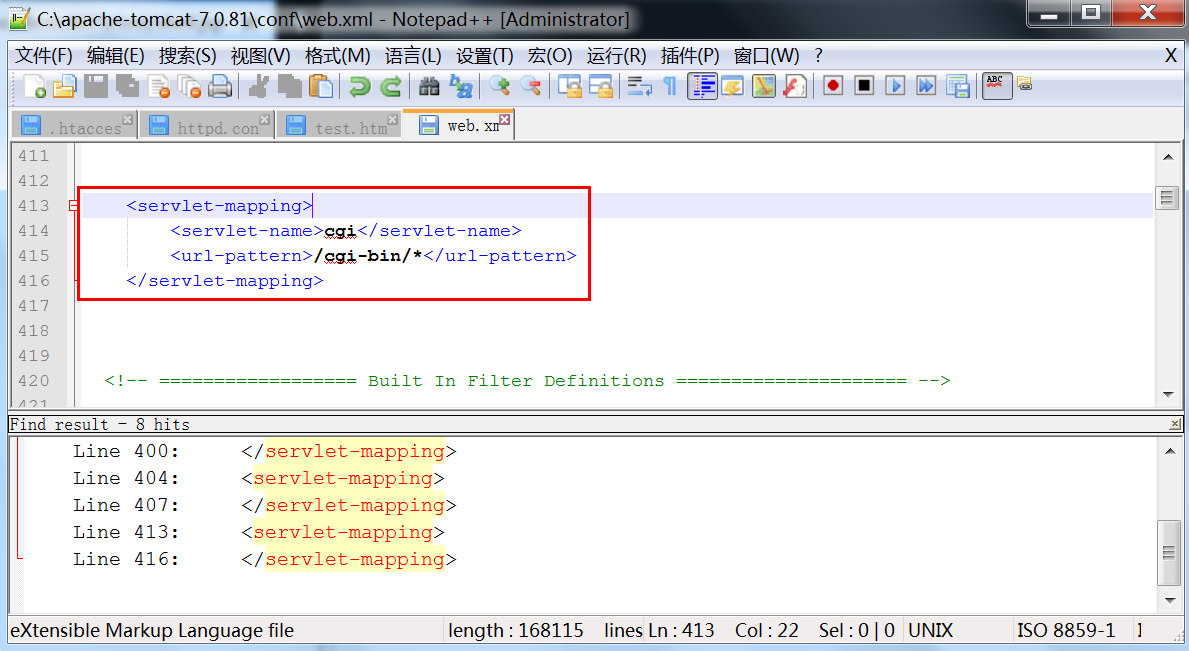 C:\apache-tomcat-7.0.81\conf\web.xml - Notepad++ [Administrator]
文件(F) 编辑(E) 搜索(S) 视图(V) 格式(M) 语言(L) 设置(T) 宏(O) 运行(R) 插件(P) 窗口(W) ? X
ABC
.htacces httpd.con test.htm web.xm
411
412
413 <servlet-mapping>
414 <servlet-name>cgi</servlet-name>
415 <url-pattern>/cgi-bin/*</url-pattern>
416 </servlet-mapping>
417
418
419
420 <!-- ================== Built In Filter Definitions ===================== -->
421
Find result - 8 hits
Line 400: </servlet-mapping>
Line 404: <servlet-mapping>
Line 407: </servlet-mapping>
Line 413: <servlet-mapping>
Line 416: </servlet-mapping>
eXtensible Markup Language file length : 168115 lines Ln : 413 Col : 22 Sel : 0 | 0 UNIX ISO 8859-1